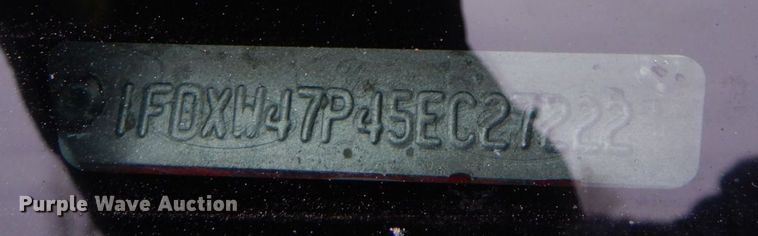 1FDXW47P45EC27222
Purple Wave Auction